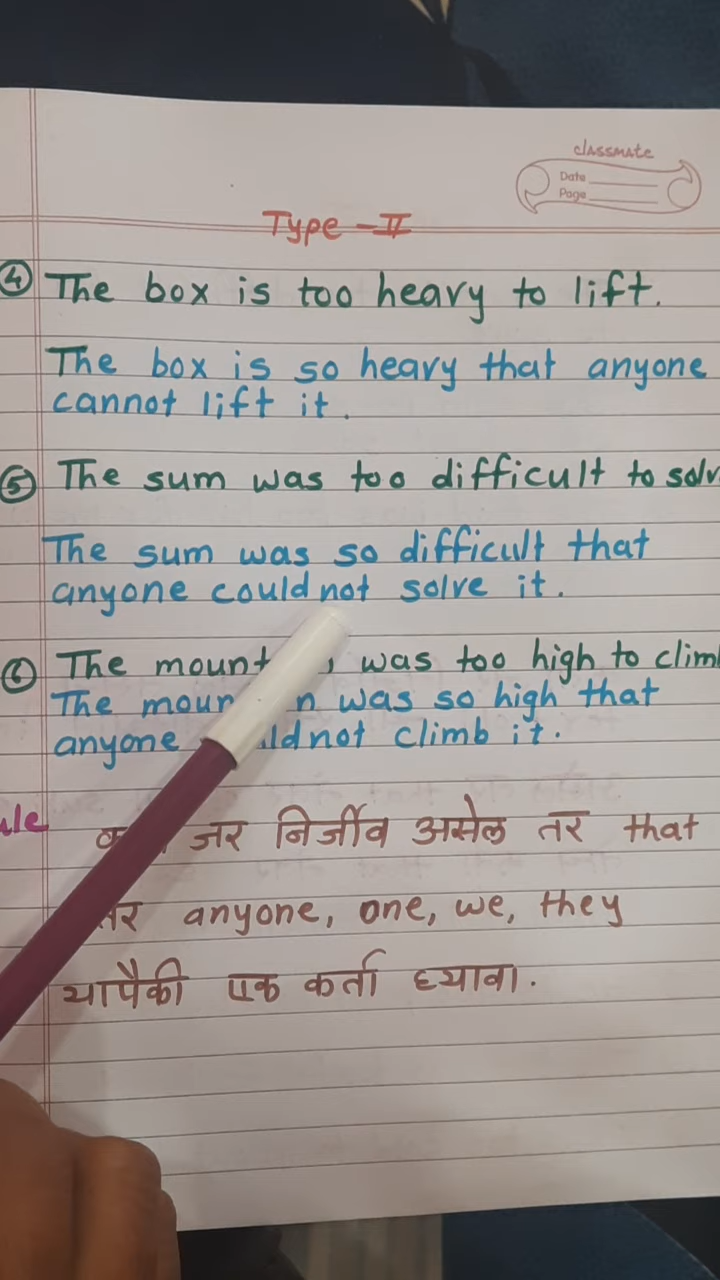 classmate
Date
Page
Type - II
④ The box is too heavy to lift.
The box is so heavy that anyone
cannot lift it.
⑤ The sum was too difficult to solv
The sum was so difficult that
anyone could not solve it.
⑥ The was too high to clim
The was so high that
anyone not climb it.
जर निर्जीव असेल तर that
anyone, one, we, they
यापैकी एक कर्ता घ्यावा.